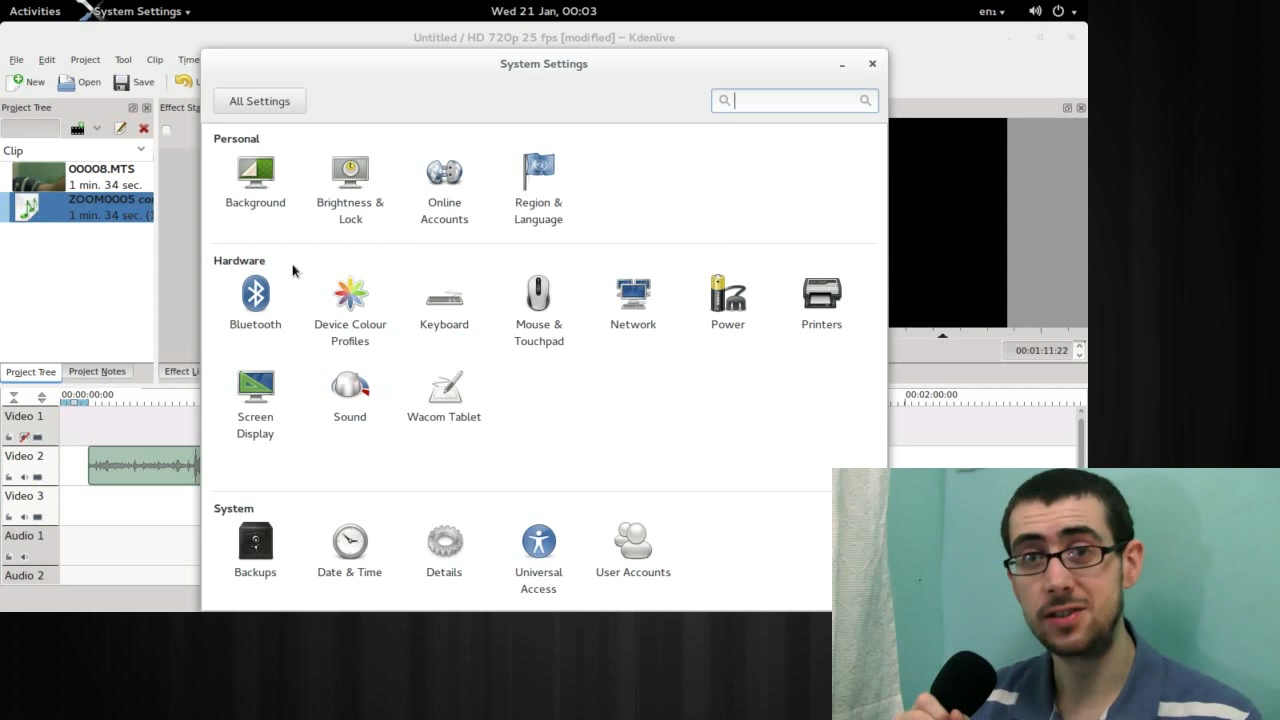 Activities System Settings Wed 21 Jan, 00:03 en₁
Untitled / HD 720p 25 fps [modified] – Kdenlive
File Edit Project Tool Clip
New Open Save
System Settings
All Settings
Project Tree
Clip
00008.MTS
1 min. 34 sec.
1 min. 34 sec.
Personal
Background
Brightness & Lock
Online Accounts
Region & Language
Hardware
Bluetooth
Device Colour Profiles
Keyboard
Mouse & Touchpad
Network
Power
Printers
Screen Display
Sound
Wacom Tablet
System
Backups
Date & Time
Details
Universal Access
User Accounts
00:01:11:22
Project Tree Project Notes
00:00:00:00
00:02:00:00
Video 1
Video 2
Video 3
Audio 1
Audio 2